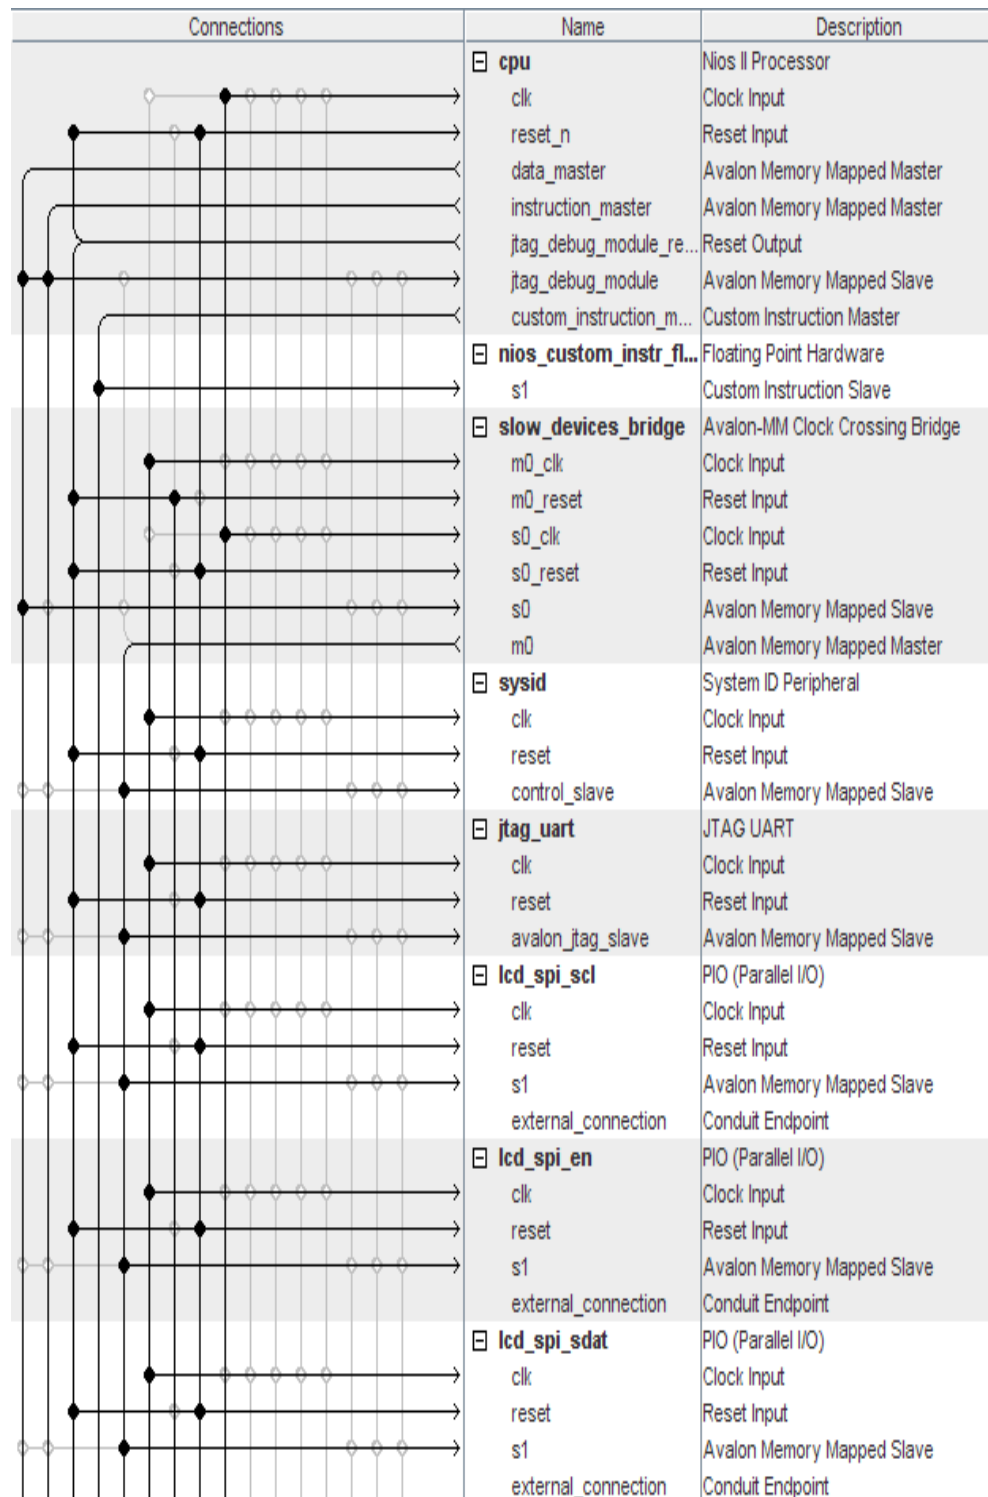 Connections Name Description
cpu Nios II Processor
clk Clock Input
reset_n Reset Input
data_master Avalon Memory Mapped Master
instruction_master Avalon Memory Mapped Master
jtag_debug_module_re... Reset Output
jtag_debug_module Avalon Memory Mapped Slave
custom_instruction_m... Custom Instruction Master
nios_custom_instr_fl... Floating Point Hardware
s1 Custom Instruction Slave
slow_devices_bridge Avalon-MM Clock Crossing Bridge
m0_clk Clock Input
m0_reset Reset Input
s0_clk Clock Input
s0_reset Reset Input
s0 Avalon Memory Mapped Slave
m0 Avalon Memory Mapped Master
sysid System ID Peripheral
clk Clock Input
reset Reset Input
control_slave Avalon Memory Mapped Slave
jtag_uart JTAG UART
clk Clock Input
reset Reset Input
avalon_jtag_slave Avalon Memory Mapped Slave
lcd_spi_scl PIO (Parallel I/O)
clk Clock Input
reset Reset Input
s1 Avalon Memory Mapped Slave
external_connection Conduit Endpoint
lcd_spi_en PIO (Parallel I/O)
clk Clock Input
reset Reset Input
s1 Avalon Memory Mapped Slave
external_connection Conduit Endpoint
lcd_spi_sdat PIO (Parallel I/O)
clk Clock Input
reset Reset Input
s1 Avalon Memory Mapped Slave
external_connection Conduit Endpoint